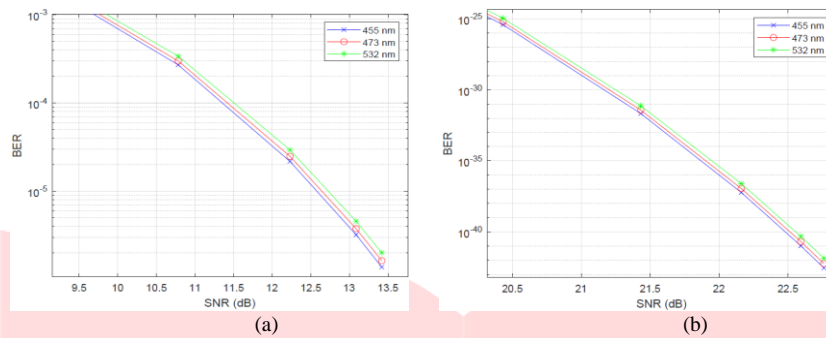 10^-3
10^-4
10^-5
BER
9.5 10 10.5 11 11.5 12 12.5 13 13.5
SNR (dB)
455 nm
473 nm
532 nm
(a)
10^-25
10^-30
10^-35
10^-40
BER
20.5 21 21.5 22 22.5
SNR (dB)
455 nm
473 nm
532 nm
(b)